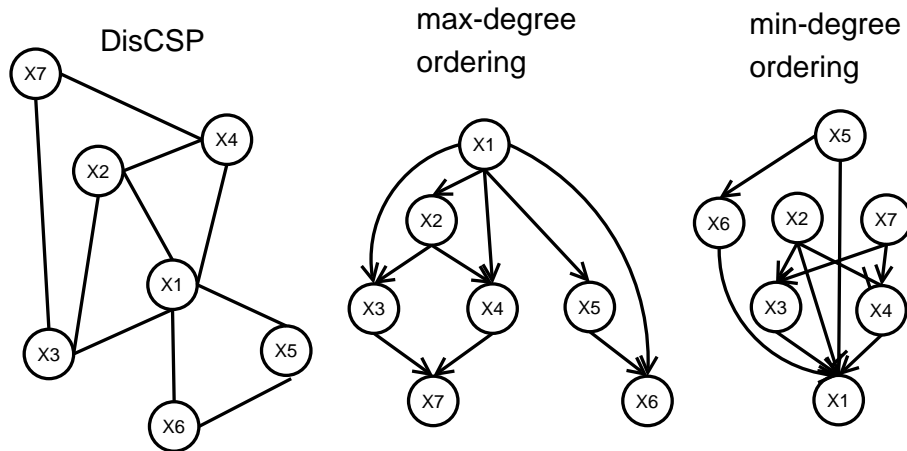 DisCSP
X7
X4
X2
X1
X3
X5
X6
max-degree
ordering
X1
X2
X3
X4
X5
X7
X6
min-degree
ordering
X5
X6
X2
X7
X3
X4
X1